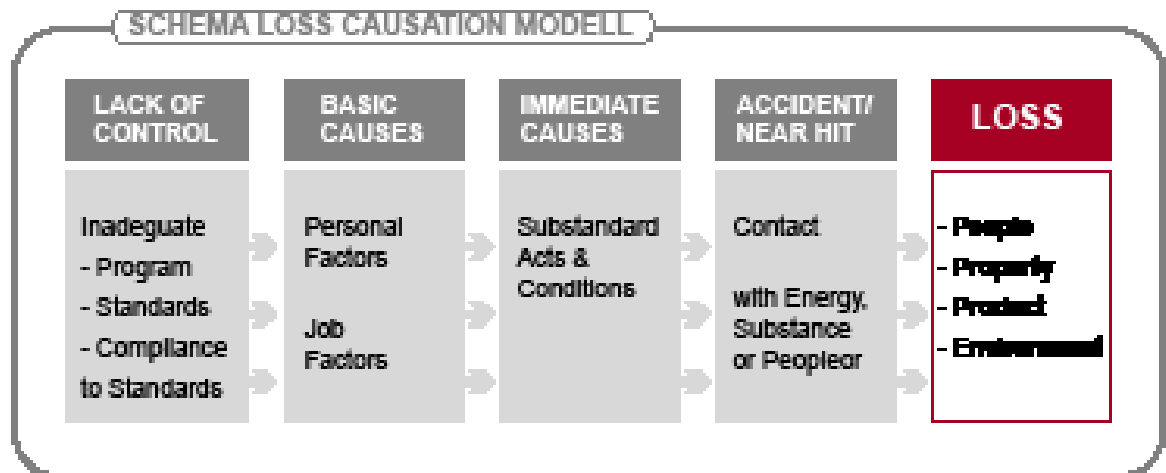 SCHEMA LOSS CAUSATION MODELL
LACK OF
CONTROL
Inadeguate
- Program
- Standards
- Compliance
to Standards
BASIC
CAUSES
Personal
Factors
Job
Factors
IMMEDIATE
CAUSES
Substandard
Acts &
Conditions
ACCIDENT/
NEAR HIT
Contact
with Energy,
Substance
or Peopleor
LOSS
- People
- Property
- Product
- Environment